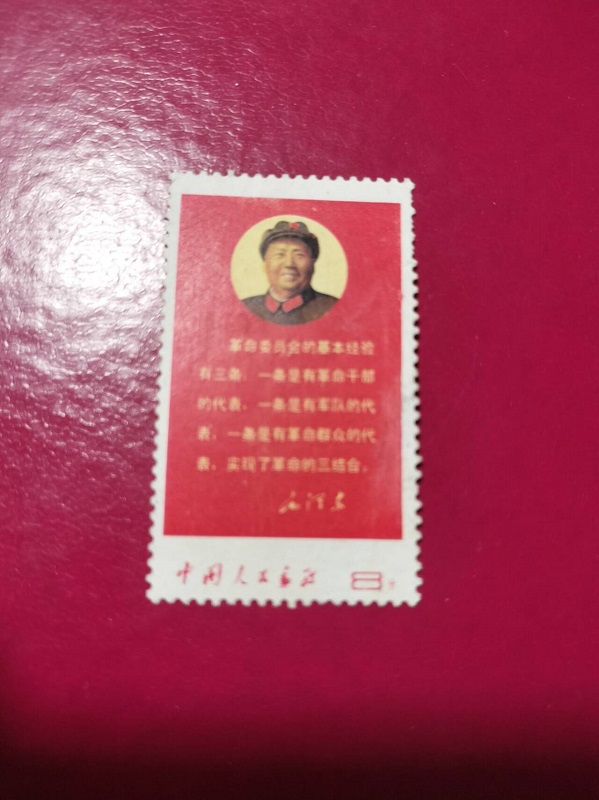 革命委员会的基本经验
有三条：一条是有革命干部
的代表，一条是有军队的代
表，一条是有革命群众的代
表，实现了革命的三结合。
毛泽东
中国人民邮政 8分